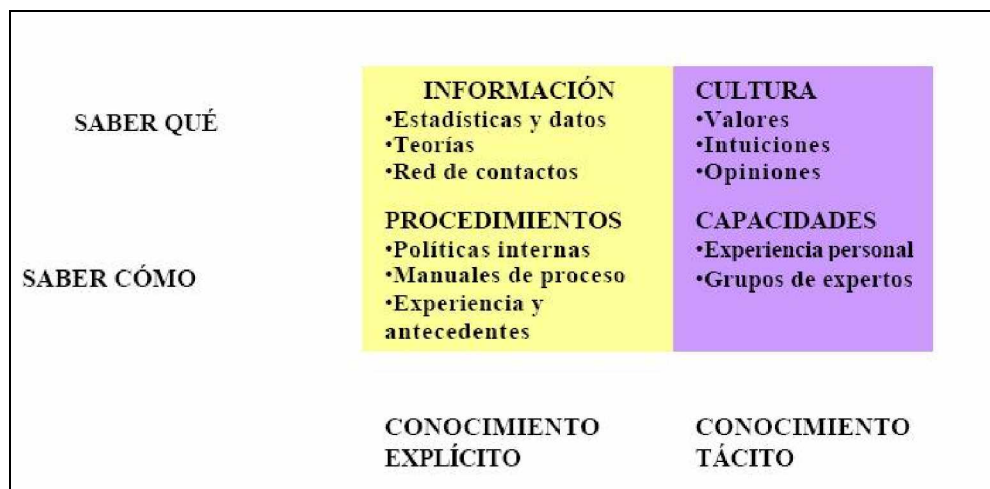 SABER QUÉ
INFORMACIÓN
•Estadísticas y datos
•Teorías
•Red de contactos
CULTURA
•Valores
•Intuiciones
•Opiniones
SABER CÓMO
PROCEDIMIENTOS
•Políticas internas
•Manuales de proceso
•Experiencia y
antecedentes
CAPACIDADES
•Experiencia personal
•Grupos de expertos
CONOCIMIENTO
EXPLÍCITO
CONOCIMIENTO
TÁCITO